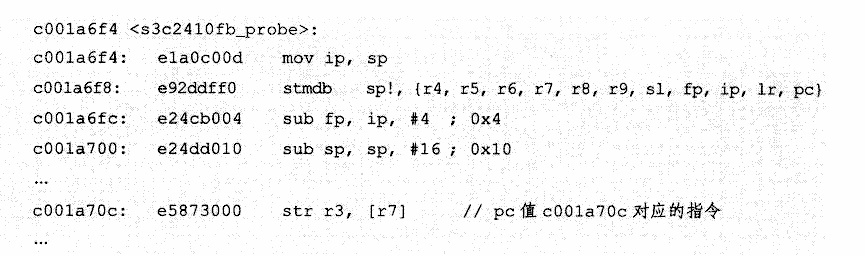 c001a6f4 <s3c2410fb_probe>:
c001a6f4: e1a0c00d mov ip, sp
c001a6f8: e92ddff0 stmdb sp!, {r4, r5, r6, r7, r8, r9, sl, fp, ip, lr, pc}
c001a6fc: e24cb004 sub fp, ip, #4 ; 0x4
c001a700: e24dd010 sub sp, sp, #16 ; 0x10
…
c001a70c: e5873000 str r3, [r7] // pc 值 c001a70c 对应的指令
…